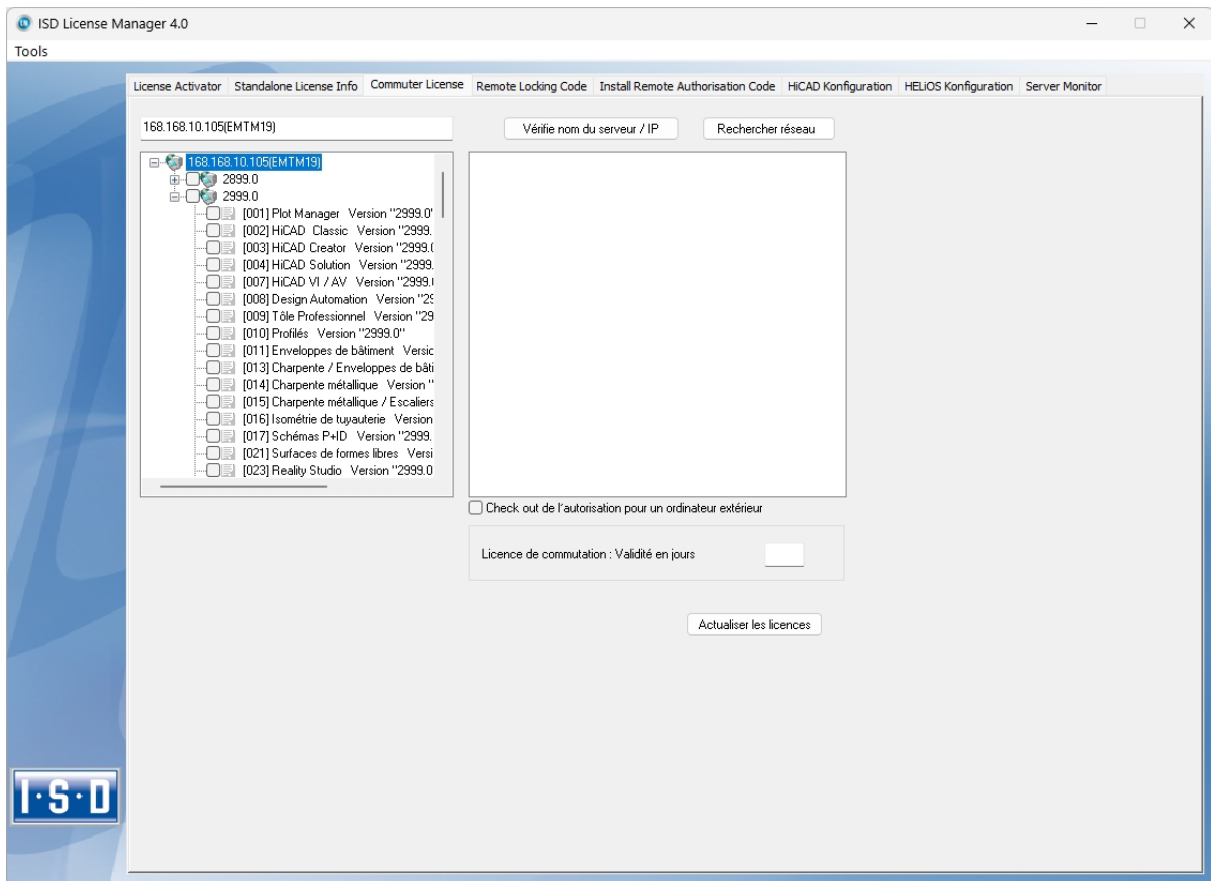 ISD License Manager 4.0
Tools
License Activator Standalone License Info Commuter License Remote Locking Code Install Remote Authorisation Code HiCAD Konfiguration HELiOS Konfiguration Server Monitor
168.168.10.105(EMTM19) Vérifie nom du serveur / IP Rechercher réseau
168.168.10.105(EMTM19)
2899.0
2999.0
[001] Plot Manager Version "2999.0"
[002] HiCAD Classic Version "2999.
[003] HiCAD Creator Version "2999.0
[004] HiCAD Solution Version "2999.
[007] HiCAD VI / AV Version "2999.
[008] Design Automation Version "29
[009] Tôle Professionnel Version "29
[010] Profilés Version "2999.0"
[011] Enveloppes de bâtiment Versio
[013] Charpente / Enveloppes de bâti
[014] Charpente métallique Version "
[015] Charpente métallique / Escaliers
[016] Isométrie de tuyauterie Version
[017] Schémas P+ID Version "2999.
[021] Surfaces de formes libres Versi
[023] Reality Studio Version "2999.0
Check out de l'autorisation pour un ordinateur extérieur
Licence de commutation : Validité en jours
Actualiser les licences
I·S·D